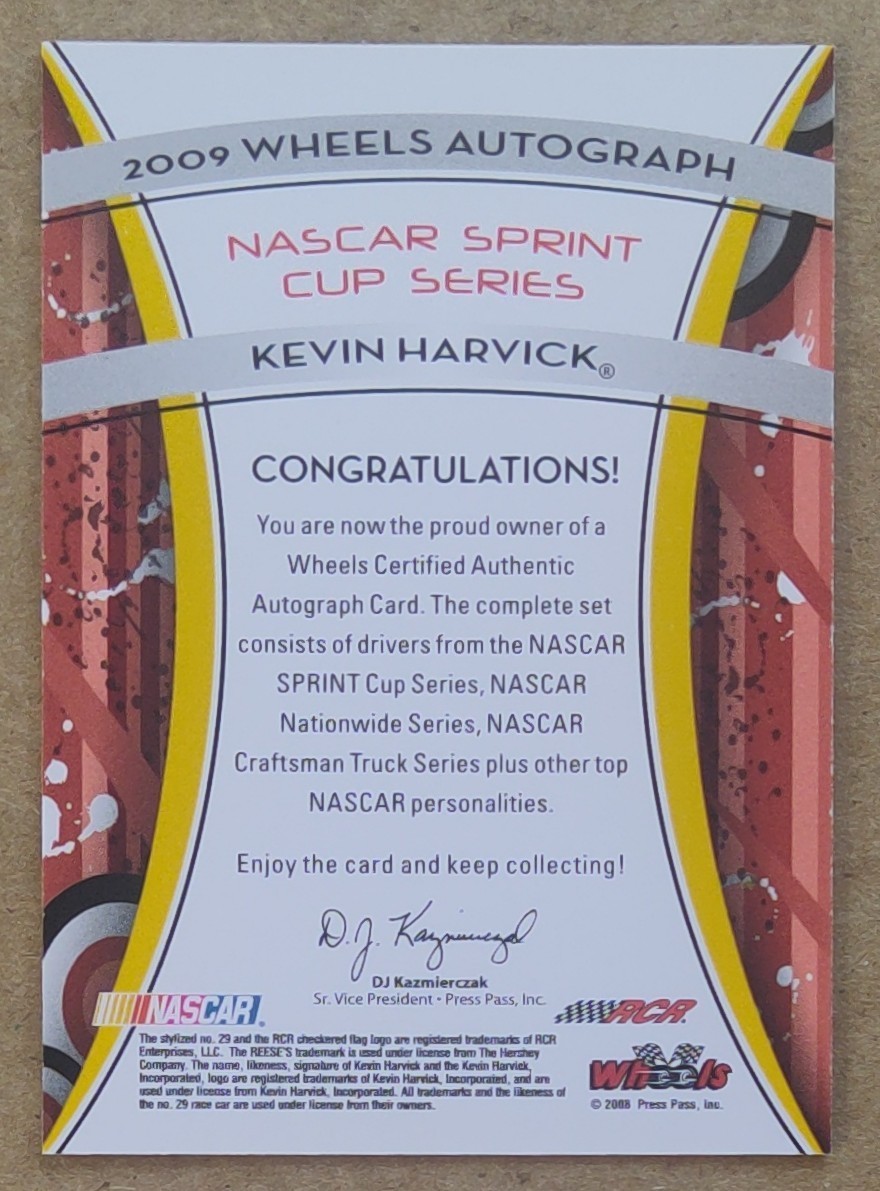 2009 WHEELS AUTOGRAPH
NASCAR SPRINT
CUP SERIES
KEVIN HARVICK®
CONGRATULATIONS!
You are now the proud owner of a
Wheels Certified Authentic
Autograph Card. The complete set
consists of drivers from the NASCAR
SPRINT Cup Series, NASCAR
Nationwide Series, NASCAR
Craftsman Truck Series plus other top
NASCAR personalities.
Enjoy the card and keep collecting!
D.J. Kazmierczak
DJ Kazmierczak
Sr. Vice President • Press Pass, Inc.
NASCAR®
RCR
The stylized no. 29 and the RCR checkered flag logo are registered trademarks of RCR
Enterprises, LLC. The REESE'S trademark is used under license from The Hershey
Company. The name, likeness, signature of Kevin Harvick and the Kevin Harvick,
Incorporated, logo are registered trademarks of Kevin Harvick, Incorporated, and are
used under license from Kevin Harvick, Incorporated. All trademarks and the likeness of
the no. 29 race car are used under license from their owners.
Wheels
© 2008 Press Pass, Inc.